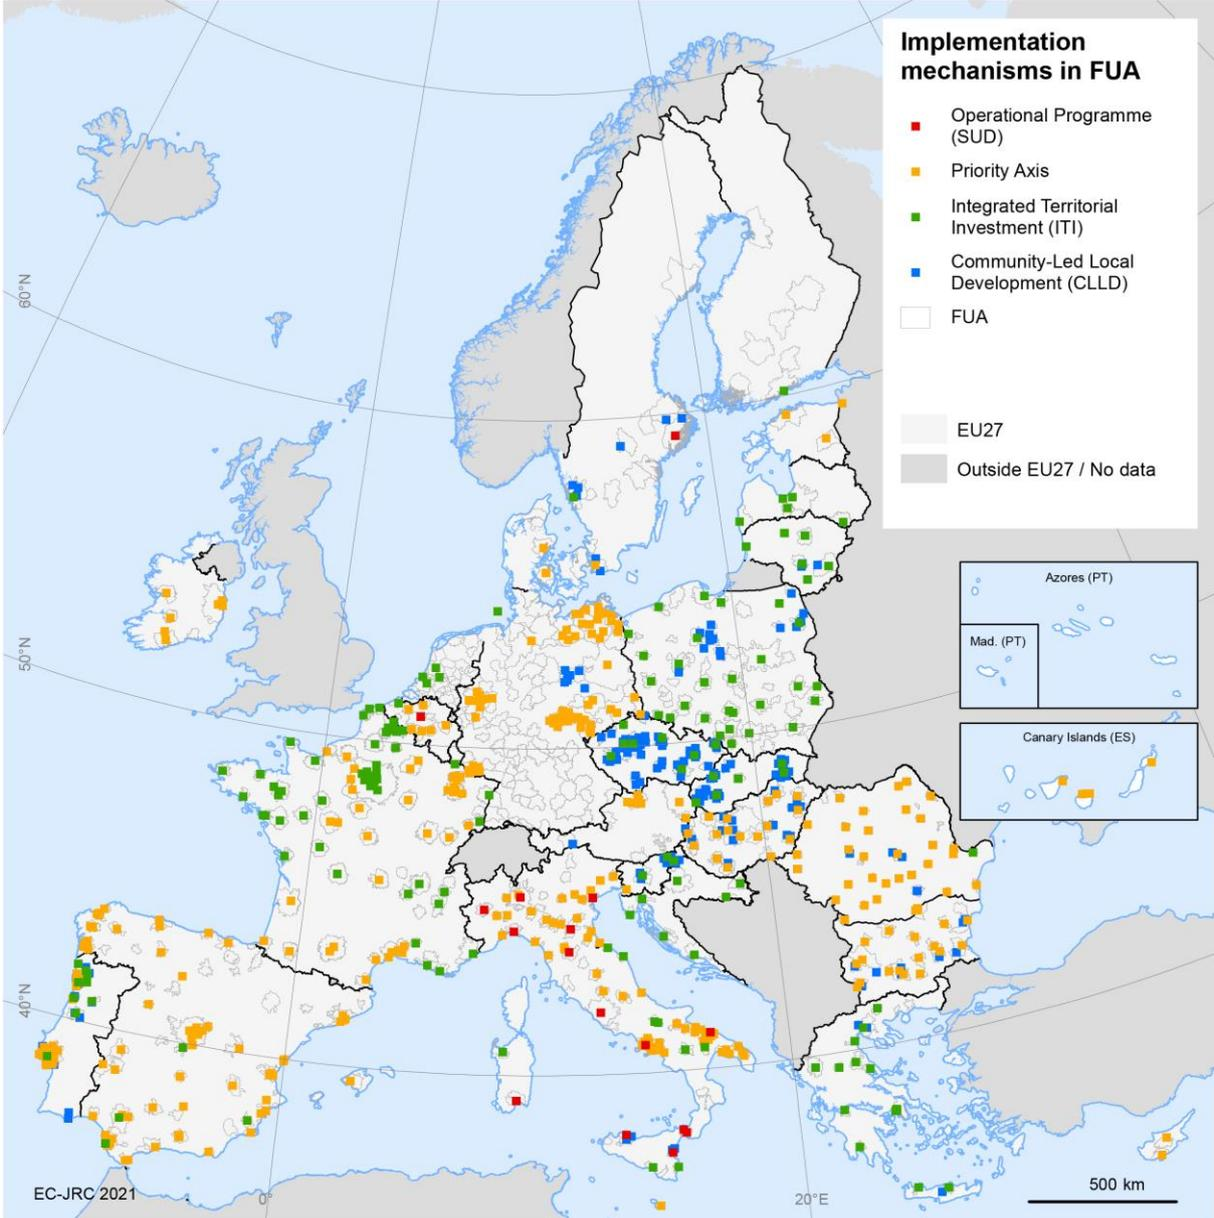 Implementation
mechanisms in FUA
Operational Programme
(SUD)
Priority Axis
Integrated Territorial
Investment (ITI)
Community-Led Local
Development (CLLD)
FUA
EU27
Outside EU27 / No data
60°N
50°N
40°N
Azores (PT)
Mad. (PT)
Canary Islands (ES)
EC-JRC 2021
0°
20°E
500 km